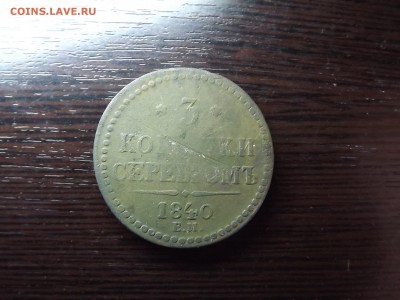 COINS.LAVE.RU
* 3 *
КОПѢЙКИ
СЕРЕБРОМЪ
1840
Е.М.